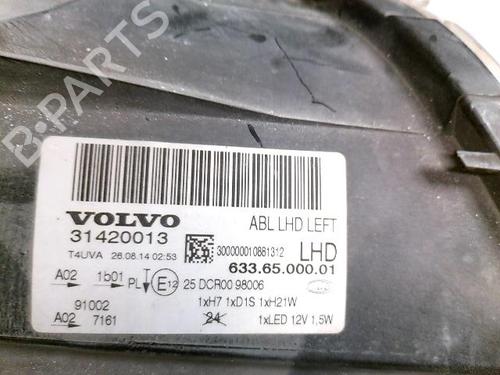 B-PARTS
VOLVO
ABL LHD LEFT
31420013
300000010881312
LHD
T4UVA 26.08.14 02:53
633.65.000.01
A02 1b01 PL E12 25 DCR00 98006
91002
1xH7 1xD1S 1xH21W
A02 7161
24
1xLED 12V 1,5W